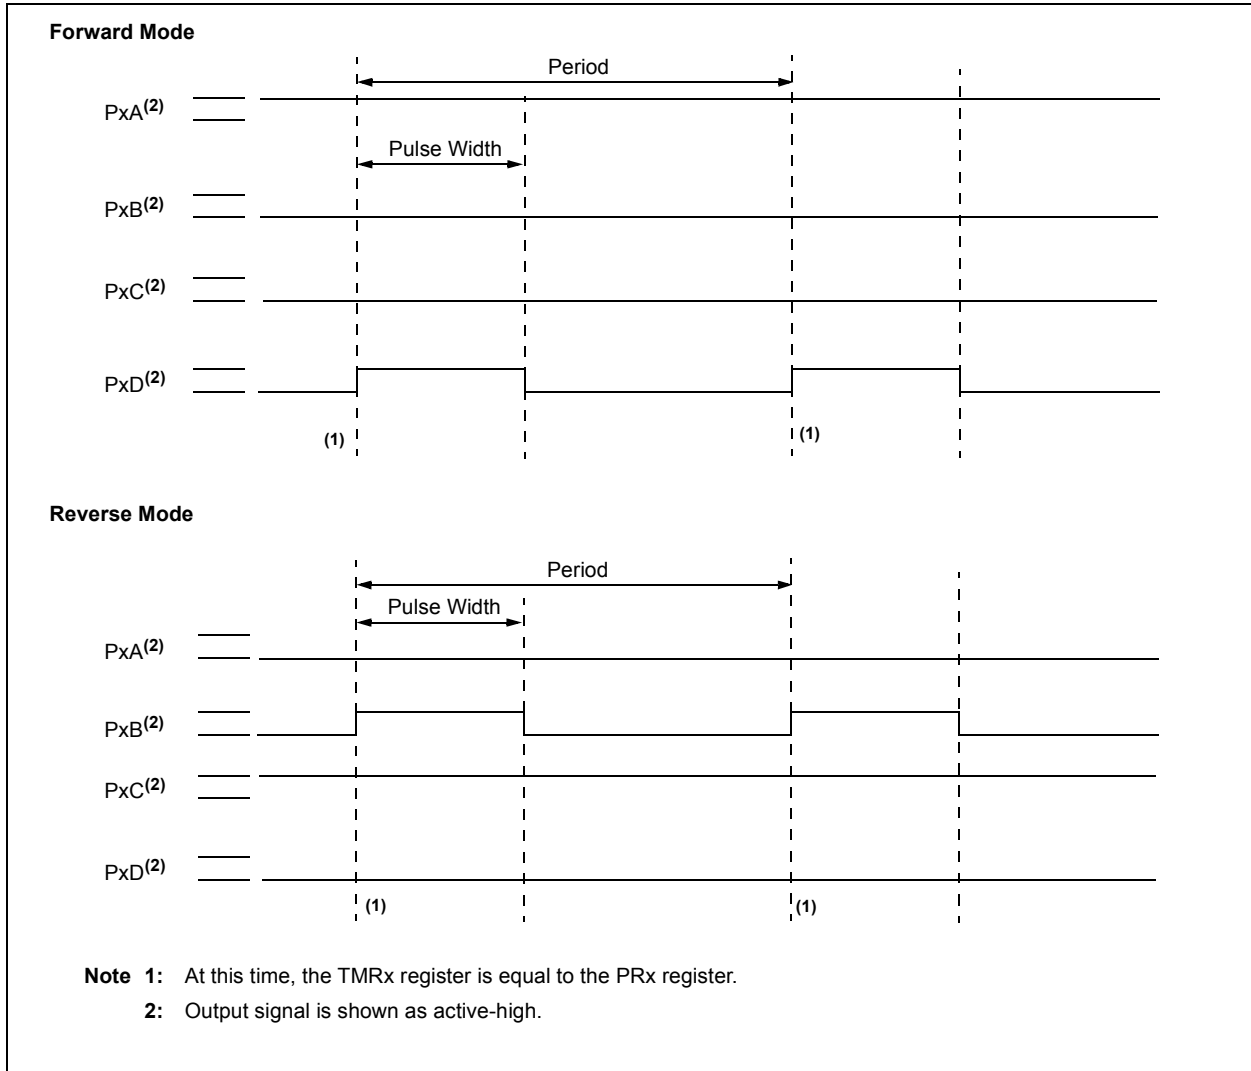 Forward Mode
Period
PxA(2)
Pulse Width
PxB(2)
PxC(2)
PxD(2)
(1) (1)
Reverse Mode
Period
Pulse Width
PxA(2)
PxB(2)
PxC(2)
PxD(2)
(1) (1)
Note 1: At this time, the TMRx register is equal to the PRx register.
2: Output signal is shown as active-high.